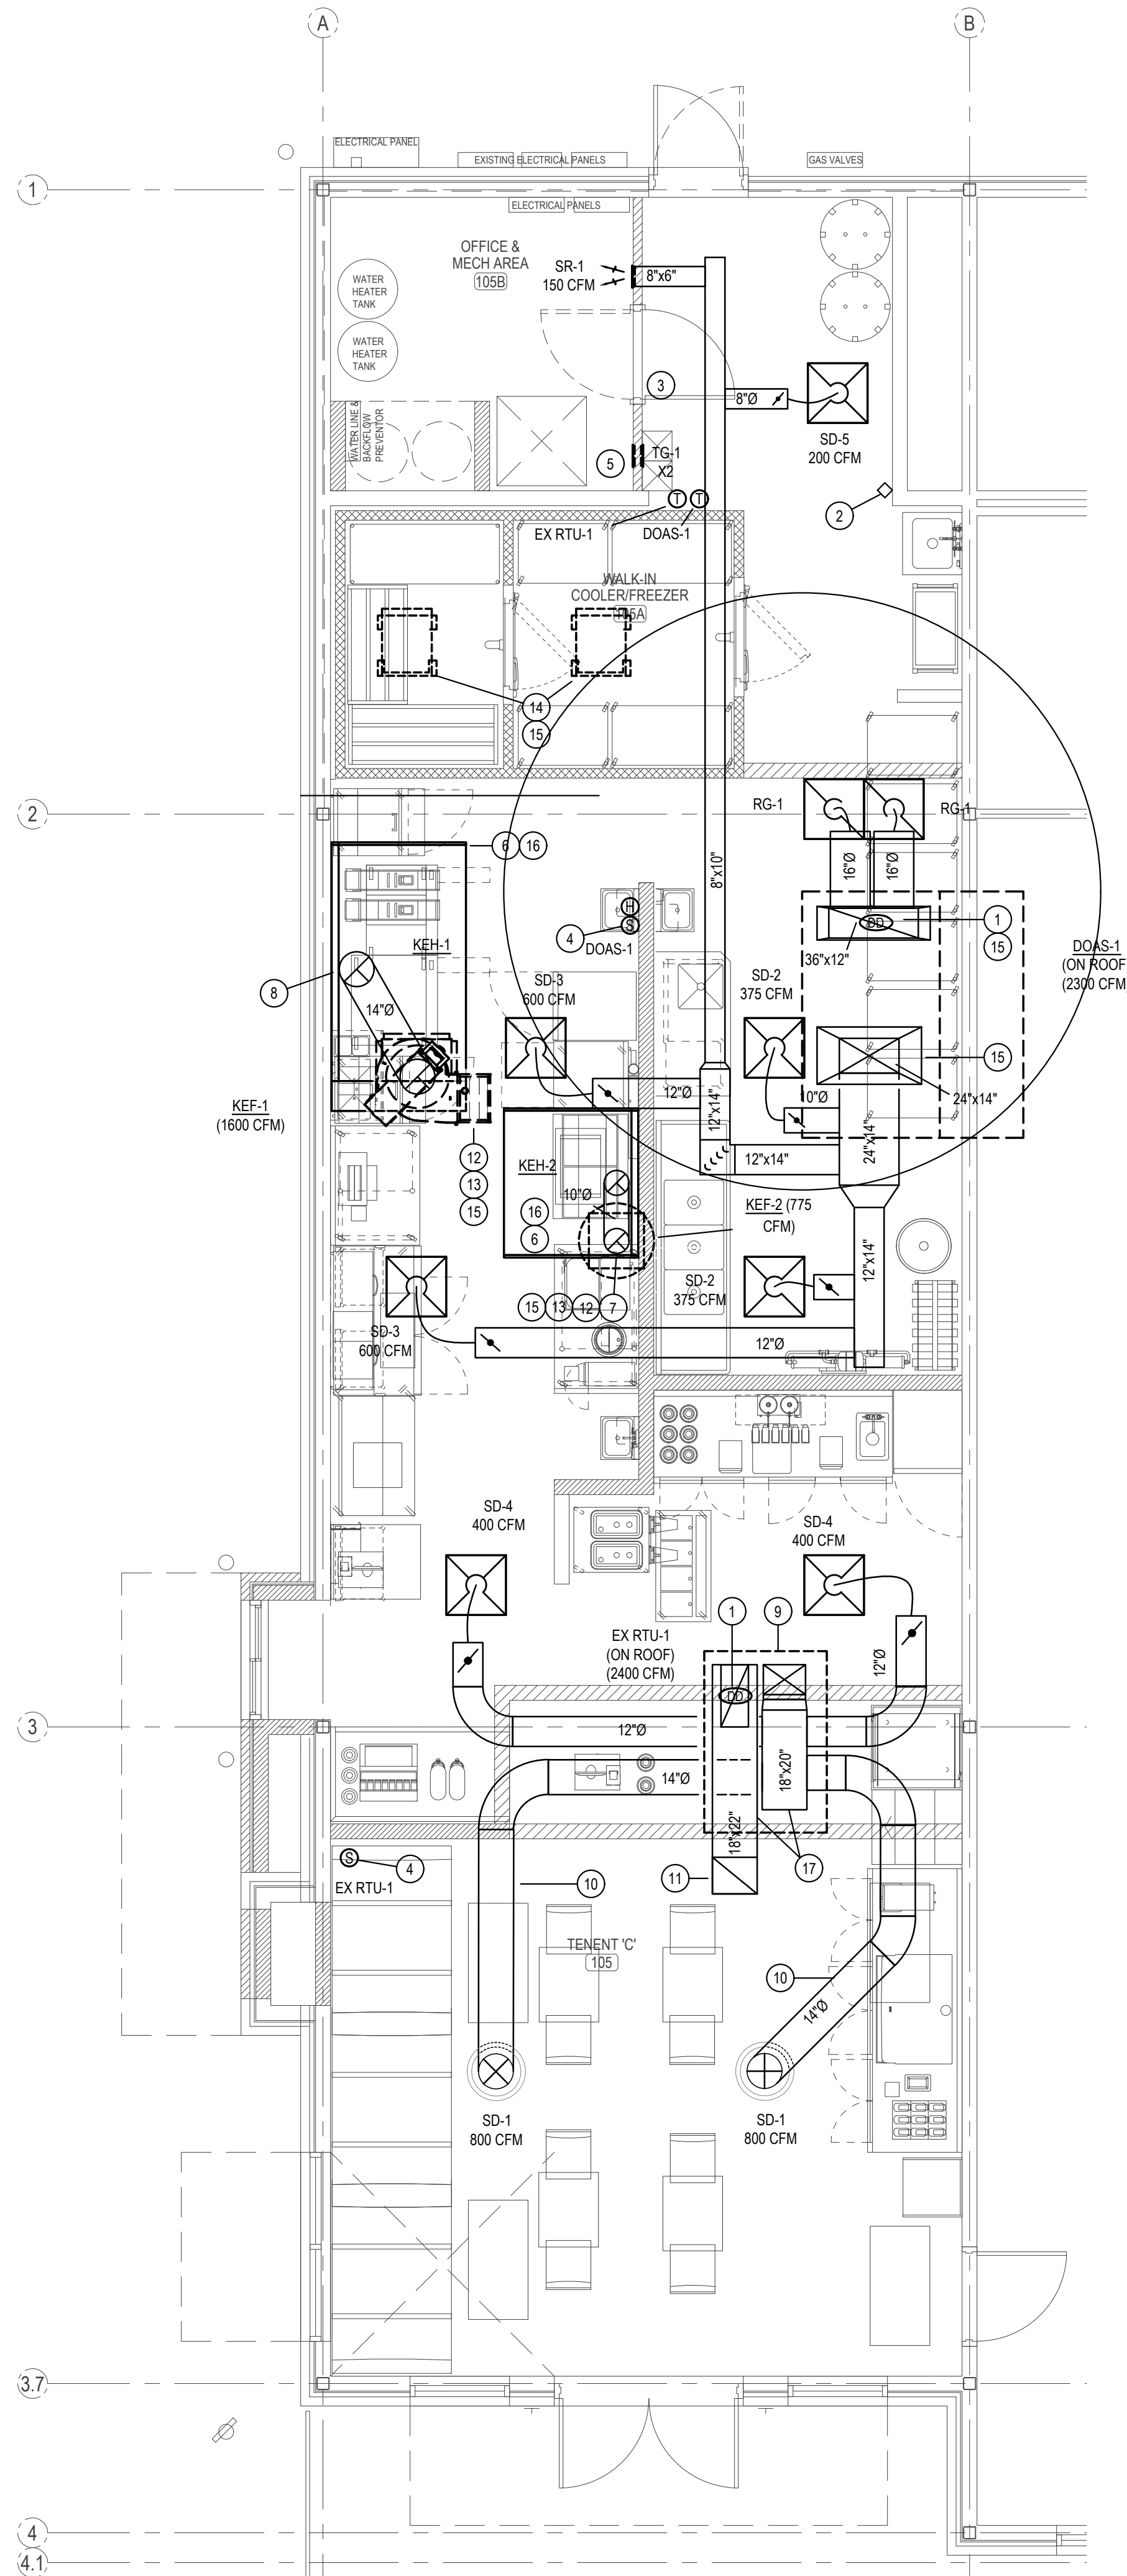 A
B
ELECTRICAL PANEL
EXISTING ELECTRICAL PANELS
GAS VALVES
1
ELECTRICAL PANELS
OFFICE &
MECH AREA
105B
SR-1
150 CFM
8"x6"
WATER
HEATER
TANK
WATER
HEATER
TANK
3
8"Ø
SD-5
200 CFM
WATER LINE &
BACKFLOW
PREVENTOR
5
TG-1
X2
T
T
2
EX RTU-1
DOAS-1
WALK-IN
COOLER/FREEZER
105A
14
15
2
RG-1
RG-1
6
16
8"x10"
16"Ø
16"Ø
H
S
4
DOAS-1
KEH-1
DD
1
15
36"x12"
DOAS-1
(ON ROOF
(2300 CFM
8
14"Ø
SD-3
600 CFM
SD-2
375 CFM
15
24"x14"
KEF-1
(1600 CFM)
12"Ø
12"x14"
10"Ø
24"x14"
12
13
15
KEH-2
12"x14"
10"Ø
16
6
KEF-2 (775
CFM)
12"x14"
SD-2
375 CFM
15
13
12
7
SD-3
600 CFM
12"Ø
SD-4
400 CFM
SD-4
400 CFM
EX RTU-1
(ON ROOF)
(2400 CFM)
1
9
DD
12"Ø
3
12"Ø
14"Ø
18"x20"
18"x22"
S
4
EX RTU-1
10
11
17
TENENT 'C'
105
10
14"Ø
SD-1
800 CFM
SD-1
800 CFM
3.7
4
4.1